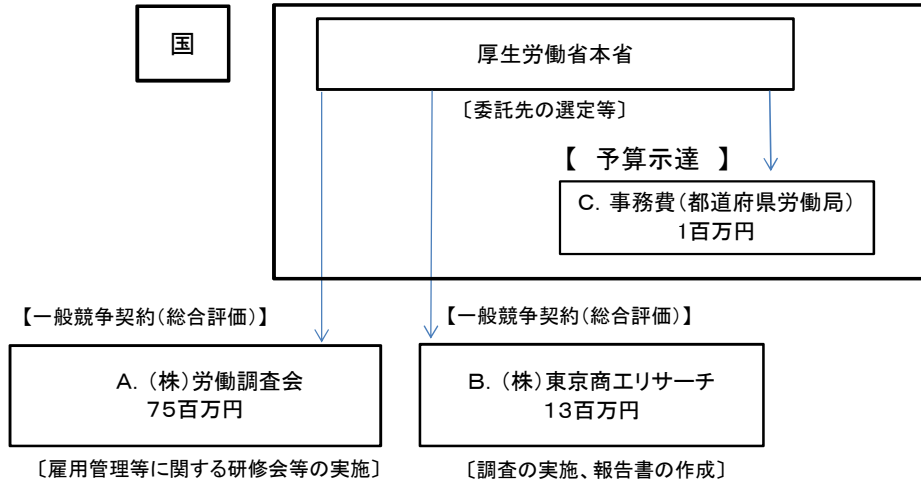 国
厚生労働省本省
〔委託先の選定等〕
【 予算示達 】
C．事務費（都道府県労働局）
1百万円
【一般競争契約（総合評価）】
【一般競争契約（総合評価）】
A．（株）労働調査会
75百万円
B．（株）東京商工リサーチ
13百万円
〔雇用管理等に関する研修会等の実施〕
〔調査の実施、報告書の作成〕